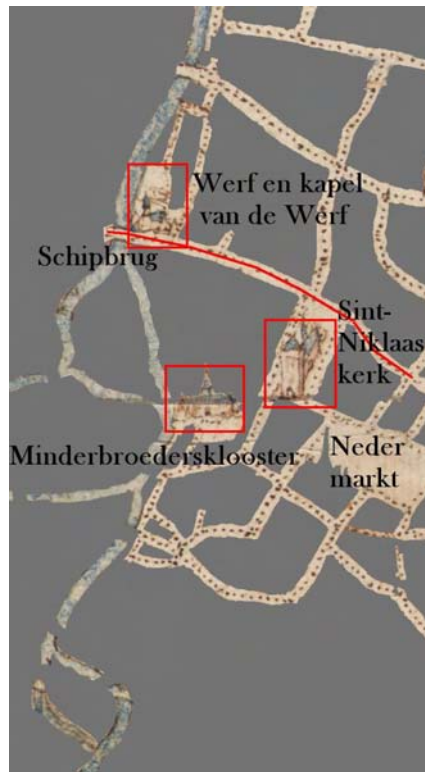 Werf en kapel
van de Werf
Schipbrug
Sint-
Niklaas
kerk
Minderbroedersklooster
Neder
markt